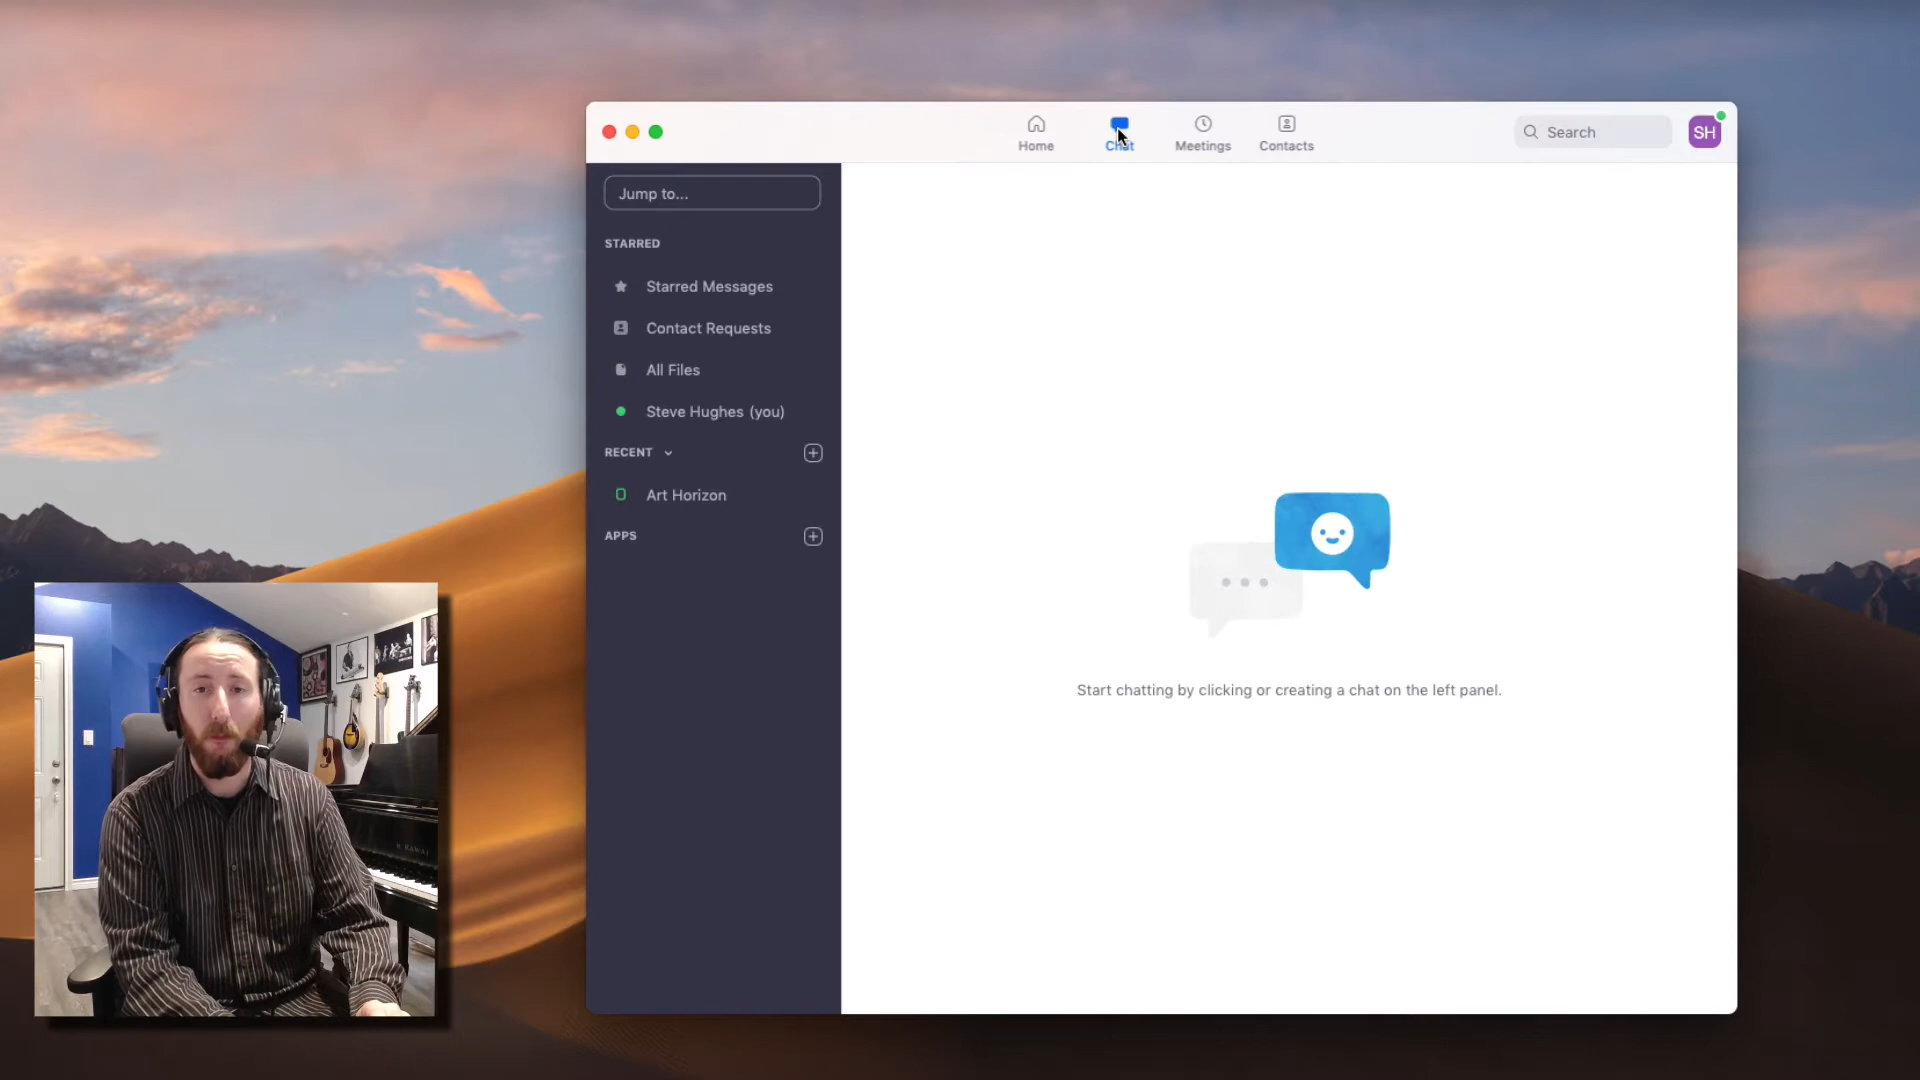 Home
Chat
Meetings
Contacts
Search
SH
Jump to...
STARRED
Starred Messages
Contact Requests
All Files
Steve Hughes (you)
RECENT
Art Horizon
APPS
Start chatting by clicking or creating a chat on the left panel.
K. KAWAI